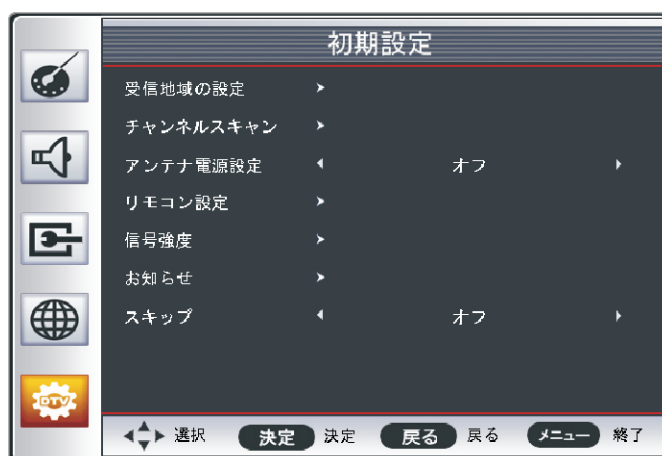 初期設定
受信地域の設定
チャンネルスキャン
アンテナ電源設定 オフ
リモコン設定
信号強度
お知らせ
スキップ オフ
DTV
選択 決定 決定 戻る 戻る メニュー 終了